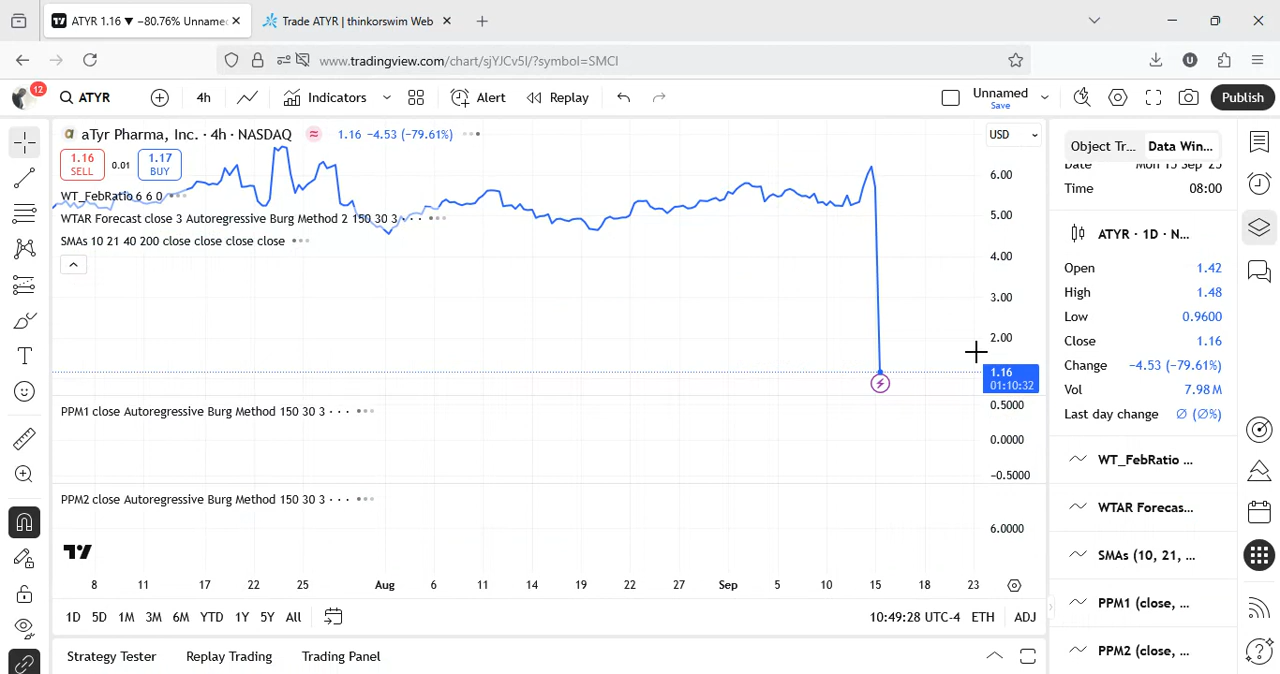 ATYR 1.16 ▼ −80.76% Unname
Trade ATYR | thinkorswim Web
www.tradingview.com/chart/sjYJCv5I/?symbol=SMCI
12
ATYR
4h
Indicators
Alert
Replay
Unnamed
Save
Publish
aTyr Pharma, Inc. · 4h · NASDAQ
1.16 −4.53 (−79.61%)
USD
1.16
SELL
0.01
1.17
BUY
WT_FebRatio 6 6 0
WTAR Forecast close 3 Autoregressive Burg Method 2 150 30 3 · · ·
SMAs 10 21 40 200 close close close close
6.00
5.00
4.00
3.00
2.00
1.16
01:10:32
PPM1 close Autoregressive Burg Method 150 30 3 · · ·
0.5000
0.0000
−0.5000
PPM2 close Autoregressive Burg Method 150 30 3 · · ·
6.0000
8 11 17 22 25 Aug 6 11 14 19 22 27 Sep 5 10 15 18 23
1D 5D 1M 3M 6M YTD 1Y 5Y All
10:49:28 UTC-4 ETH ADJ
Strategy Tester Replay Trading Trading Panel
Object Tr... Data Win...
Date Mon 15 Sep '25
Time 08:00
ATYR · 1D · N...
Open 1.42
High 1.48
Low 0.9600
Close 1.16
Change −4.53 (−79.61%)
Vol 7.98 M
Last day change ∅ (∅%)
WT_FebRatio ...
WTAR Forecas...
SMAs (10, 21, ...
PPM1 (close, ...
PPM2 (close, ...